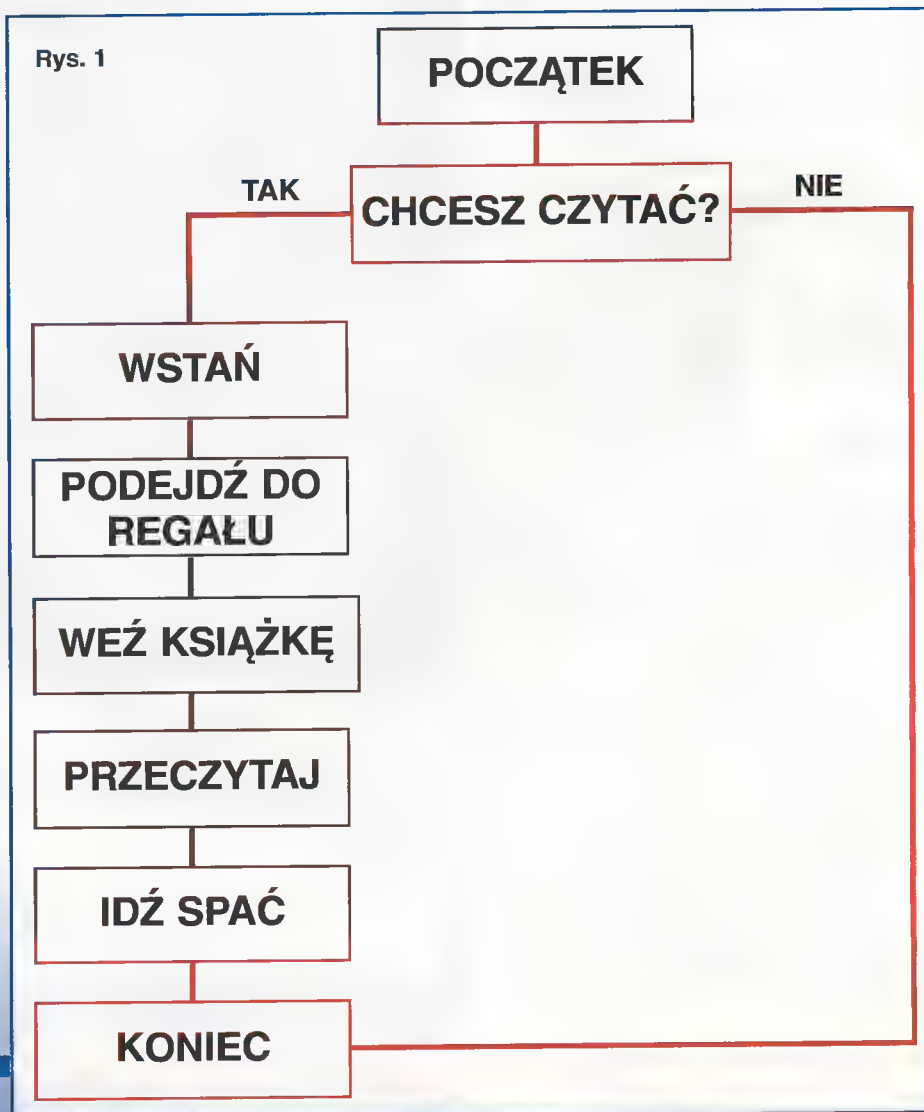 Rys. 1
POCZĄTEK
TAK
CHCESZ CZYTAĆ?
NIE
WSTAŃ
PODEJDŹ DO
REGAŁU
WEŹ KSIĄŻKĘ
PRZECZYTAJ
IDŹ SPAĆ
KONIEC